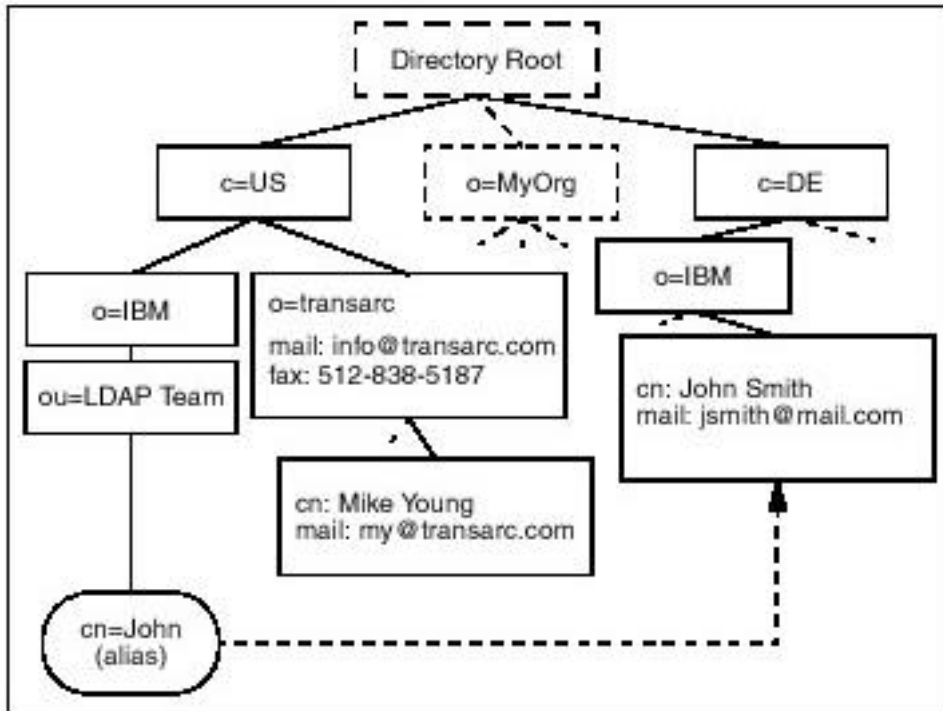 Directory Root
c=US
o=MyOrg
c=DE
o=IBM
o=transarc
mail: info@transarc.com
fax: 512-838-5187
o=IBM
ou=LDAP Team
cn: John Smith
mail: jsmith@mail.com
cn: Mike Young
mail: my@transarc.com
cn=John
(alias)